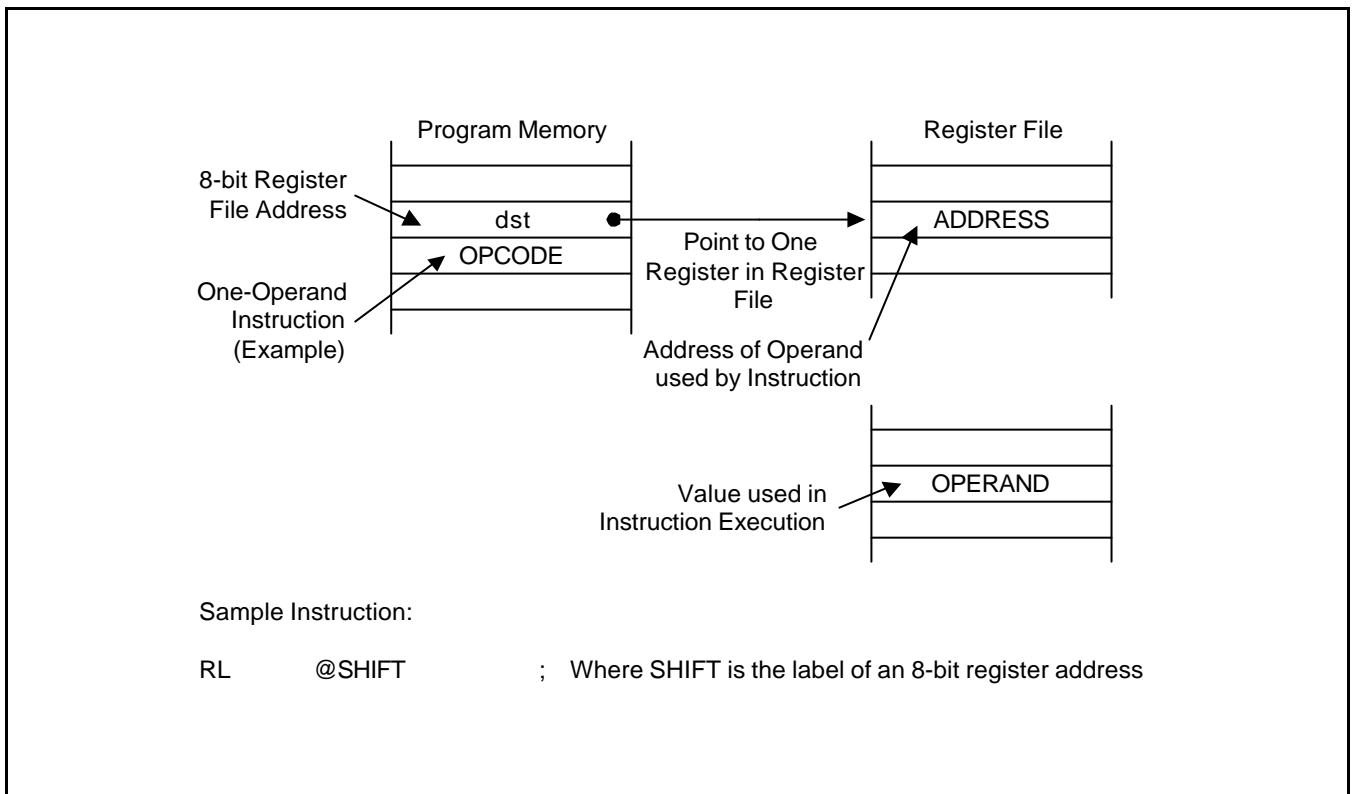 Program Memory
Register File
8-bit Register
File Address
dst
ADDRESS
OPCODE
Point to One
Register in Register
File
One-Operand
Instruction
(Example)
Address of Operand
used by Instruction
OPERAND
Value used in
Instruction Execution
Sample Instruction:
RL @SHIFT ; Where SHIFT is the label of an 8-bit register address